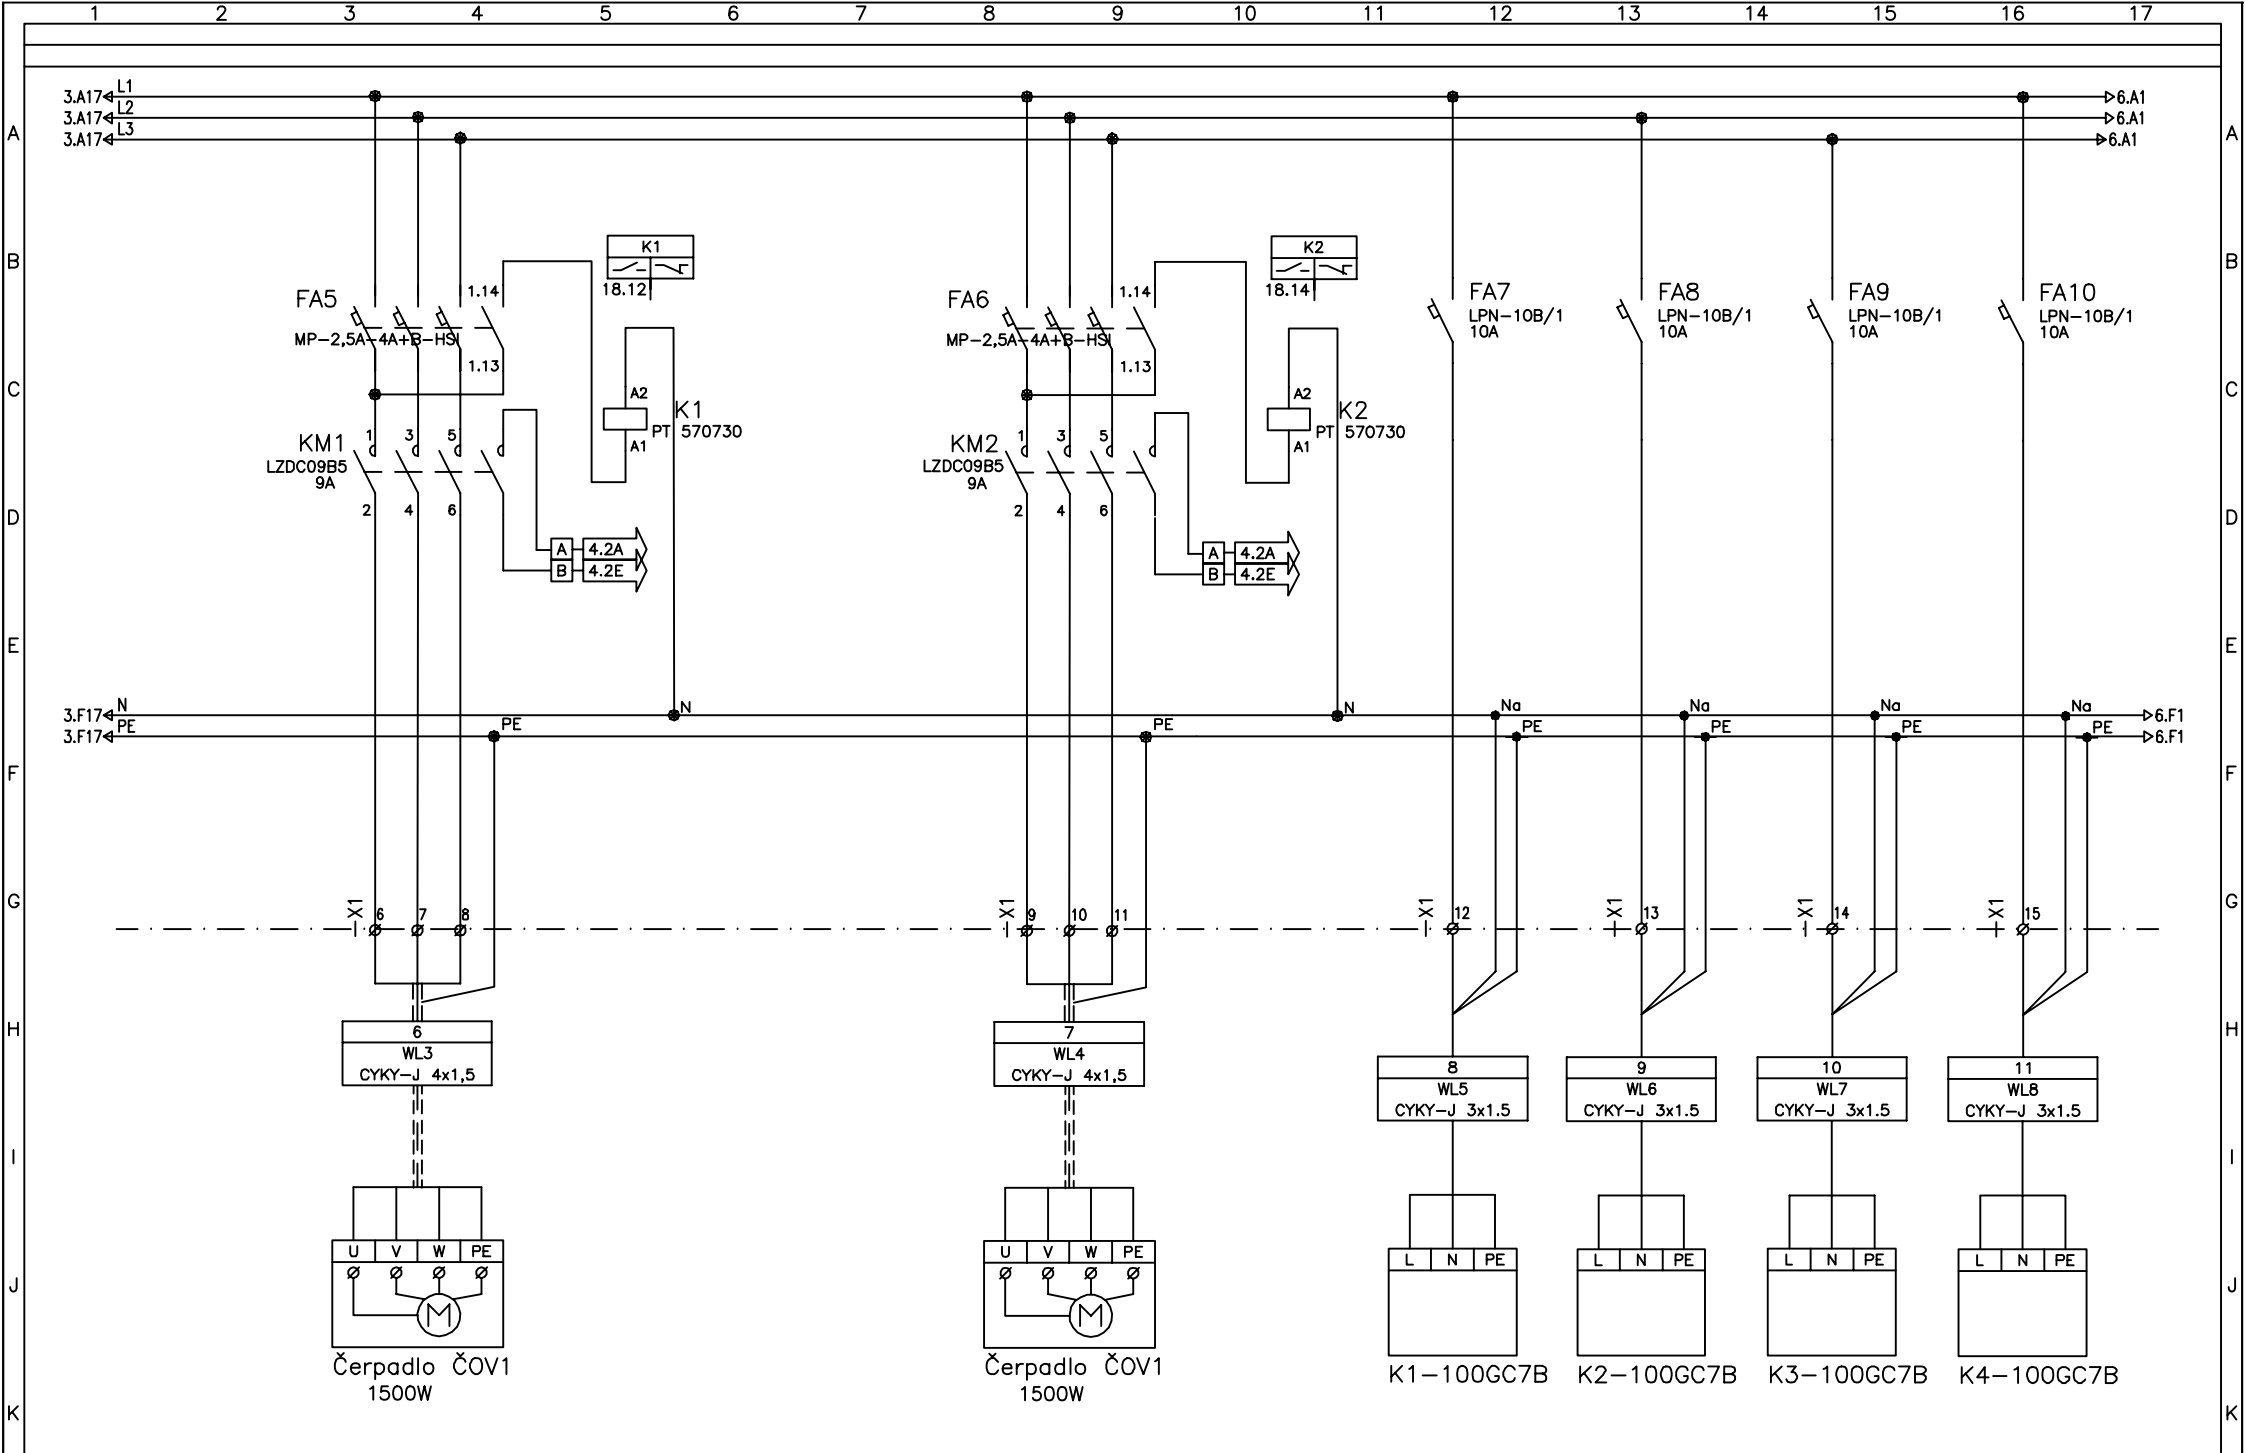 1 2 3 4 5 6 7 8 9 10 11 12 13 14 15 16 17
3.A17 L1 6.A1
3.A17 L2 6.A1
3.A17 L3 6.A1
A A
B B
C C
D D
E E
F F
G G
H H
I I
J J
K K
K1
18.12
K2
18.14
FA5
MP-2,5A-4A+B-HSI
1.14
1.13
FA6
MP-2,5A-4A+B-HSI
1.14
1.13
FA7
LPN-10B/1
10A
FA8
LPN-10B/1
10A
FA9
LPN-10B/1
10A
FA10
LPN-10B/1
10A
A2
K1
PT 570730
A1
A2
K2
PT 570730
A1
KM1
LZDC09B5
9A
1 3 5
2 4 6
KM2
LZDC09B5
9A
1 3 5
2 4 6
A 4.2A
B 4.2E
A 4.2A
B 4.2E
3.F17 N N N Na Na Na Na 6.F1
3.F17 PE PE PE PE PE PE PE 6.F1
X1 6 7 8
X1 9 10 11
X1 12
X1 13
X1 14
X1 15
6
WL3
CYKY-J 4x1,5
7
WL4
CYKY-J 4x1,5
8
WL5
CYKY-J 3x1.5
9
WL6
CYKY-J 3x1.5
10
WL7
CYKY-J 3x1.5
11
WL8
CYKY-J 3x1.5
U V W PE
M
Čerpadlo ČOV1
1500W
U V W PE
M
Čerpadlo ČOV1
1500W
L N PE
K1-100GC7B
L N PE
K2-100GC7B
L N PE
K3-100GC7B
L N PE
K4-100GC7B